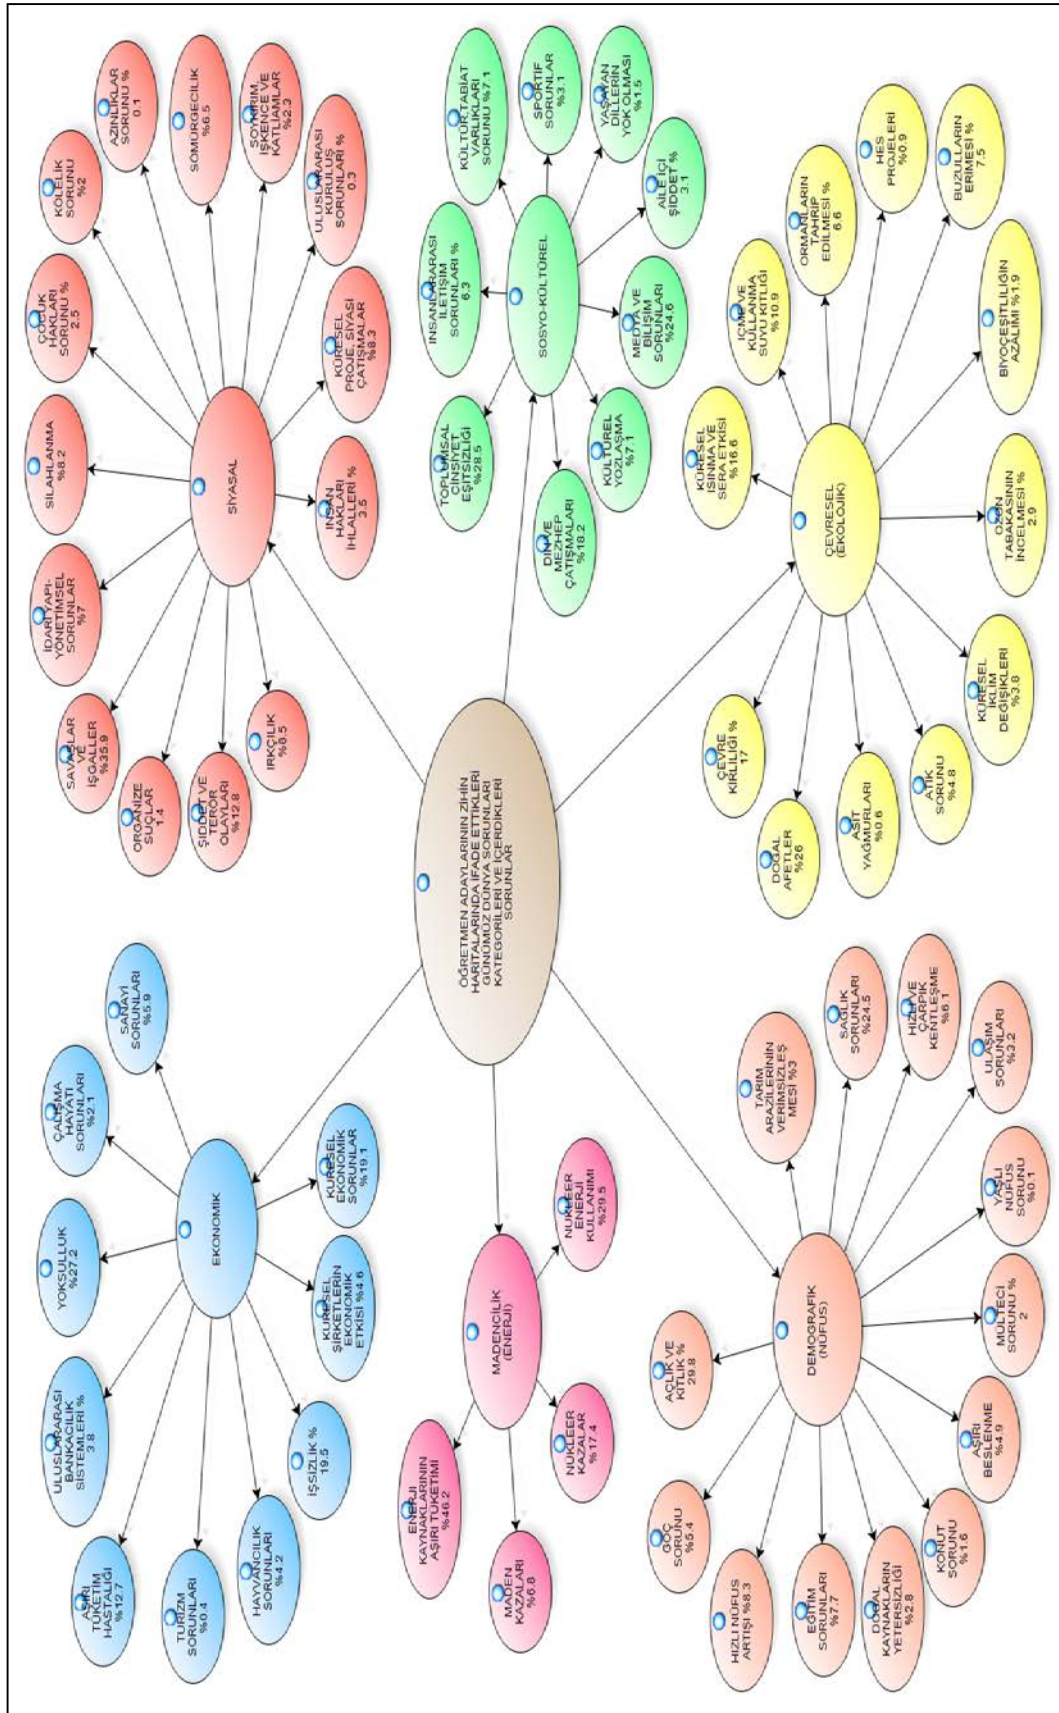 ÖĞRETMEN ADAYLARININ ZİHİN
HARİTALARINDA İFADE ETTİKLERİ
GÜNÜMÜZ DÜNYA SORUNLARI
KATEGORİLERİ VE İÇERDİKLERİ
SORUNLAR
EKONOMİK
AŞIRI
TÜKETİM
HASTALIĞI
%12.7
ULUSLARARASI
BANKACILIK
SİSTEMLERİ %
3.8
YOKSULLUK
%27.2
ÇALIŞMA
HAYATI
SORUNLARI
%2.1
SANAYİ
SORUNLARI
%5.9
TURİZM
SORUNLARI
%0.4
HAYVANCILIK
SORUNLARI
%4.2
İŞSİZLİK %
19.5
KÜRESEL
ŞİRKETLERİN
EKONOMİK
ETKİSİ %4.6
KÜRESEL
EKONOMİK
SORUNLAR
%19.1
SİYASAL
SAVAŞLAR
VE
İŞGALLER
%35.9
İDARİ YAPI-
YÖNETİMSEL
SORUNLAR
%7
SİLAHLANMA
%8.2
ÇOCUK
HAKLARI
SORUNU %
2.5
KÖLELİK
SORUNU
%2
AZINLIKLAR
SORUNU %
0.1
SÖMÜRGECİLİK
%6.5
SOYKIRIM,
İŞKENCE VE
KATLİAMLAR
%2.3
ULUSLARARASI
KURULUŞ
SORUNLARI %
0.3
KÜRESEL
PROJE, SİYASİ
ÇATIŞMALAR
%8.3
İNSAN
HAKLARI
İHLALLERİ %
3.5
ORGANİZE
SUÇLAR
1.4
ŞİDDET VE
TERÖR
OLAYLARI
%12.8
IRKÇILIK
%8.5
MADENCİLİK
(ENERJİ)
ENERJİ
KAYNAKLARININ
AŞIRI TÜKETİMİ
%46.2
MADEN
KAZALARI
%6.8
NÜKLEER
KAZALAR
%17.4
NÜKLEER
ENERJİ
KULLANIMI
%29.5
SOSYO-KÜLTÜREL
TOPLUMSAL
CİNSİYET
EŞİTSİZLİĞİ
%28.5
İNSANLARARASI
İLETİŞİM
SORUNLARI %
6.3
KÜLTÜR,TABİAT
VARLIKLARI
SORUNU %7.1
SPORTİF
SORUNLAR
%3.1
YAŞAYAN
DİLLERİN
YOK OLMASI
%1.5
AİLE İÇİ
ŞİDDET %
3.1
MEDYA VE
BİLİŞİM
SORUNLARI
%24.6
KÜLTÜREL
YOZLAŞMA
%7.1
DİN VE
MEZHEP
ÇATIŞMALARI
%18.2
DEMOGRAFİK
(NÜFUS)
AÇLIK VE
KITLIK %
29.8
GÖÇ
SORUNU
%5.4
HIZLI NÜFUS
ARTIŞI %8.3
EĞİTİM
SORUNLARI
%7.7
DOĞAL
KAYNAKLARIN
YETERSİZLİĞİ
%2.8
KONUT
SORUNU
%1.6
AŞIRI
BESLENME
%4.9
MÜLTECİ
SORUNU %
2
YAŞLI
NÜFUS
SORUNU
%0.1
ULAŞIM
SORUNLARI
%3.2
HIZLI VE
ÇARPIK
KENTLEŞME
%6.1
SAĞLIK
SORUNLARI
%24.5
TARIM
ARAZİLERİNİN
VERİMSİZLEŞ
MESİ %3
ÇEVRESEL
(EKOLOJİK)
ÇEVRE
KİRLİLİĞİ %
17
DOĞAL
AFETLER
%26
ASİT
YAĞMURLARI
%0.6
ATIK
SORUNU
%4.8
KÜRESEL
İKLİM
DEĞİŞİKLERİ
%3.8
OZON
TABAKASININ
İNCELMESİ %
2.9
BİYOÇEŞİTLİLİĞİN
AZALIMI %1.9
BUZULLARIN
ERİMESİ %
7.5
HES
PROJELERİ
%0.9
ORMANLARIN
TAHRİP
EDİLMESİ %
6.6
İÇME VE
KULLANMA
SUYU KITLIĞI
%10.9
KÜRESEL
ISINMA VE
SERA ETKİSİ
%16.6